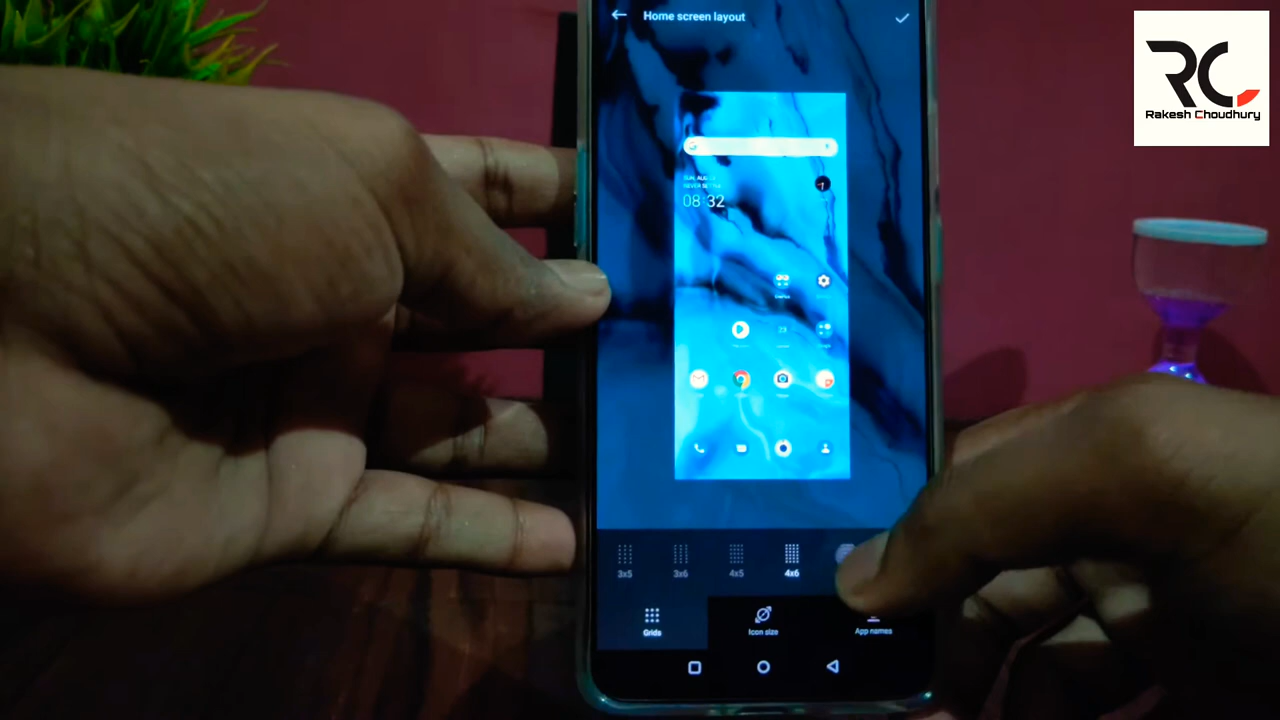 Home screen layout
RC
Rakesh Choudhury
08:32
3x5
3x6
4x5
4x6
Grids
Icon size
App names